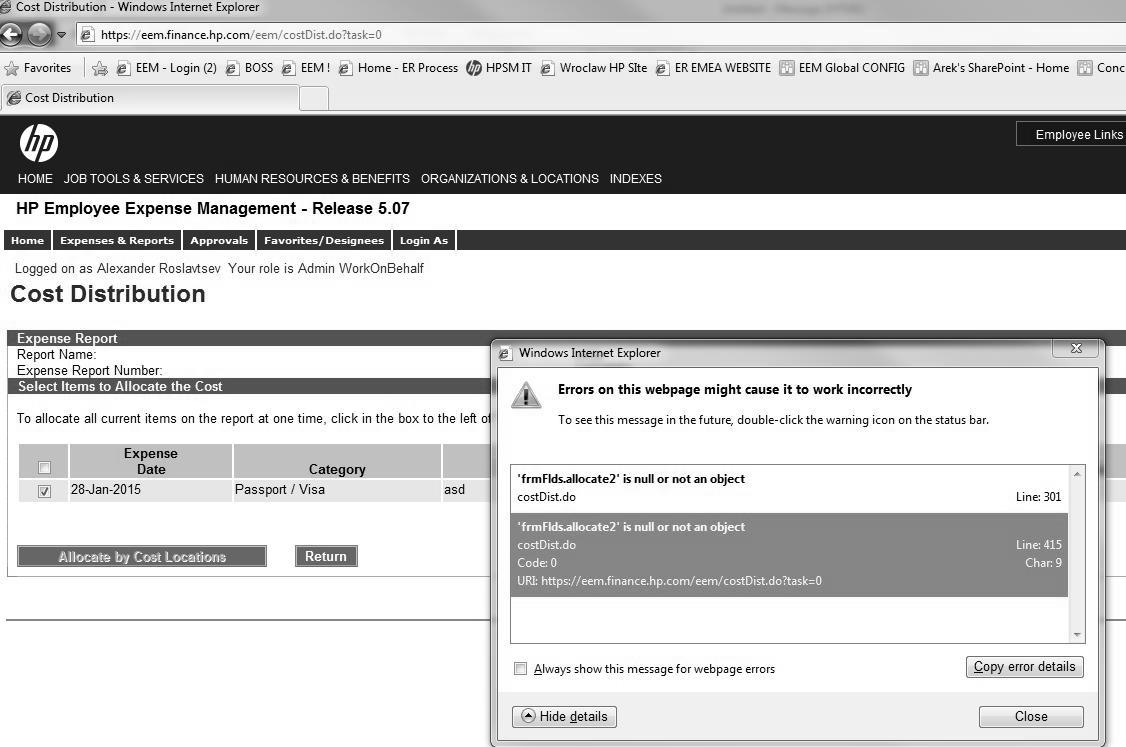 Cost Distribution - Windows Internet Explorer
https://eem.finance.hp.com/eem/costDist.do?task=0
Favorites EEM - Login (2) BOSS EEM ! Home - ER Process HPSM IT Wroclaw HP SIte ER EMEA WEBSITE EEM Global CONFIG Arek's SharePoint - Home Conc
Cost Distribution
hp
Employee Links
HOME JOB TOOLS & SERVICES HUMAN RESOURCES & BENEFITS ORGANIZATIONS & LOCATIONS INDEXES
HP Employee Expense Management - Release 5.07
Home Expenses & Reports Approvals Favorites/Designees Login As
Logged on as Alexander Roslavtsev Your role is Admin WorkOnBehalf
Cost Distribution
Expense Report
Report Name:
Expense Report Number:
Select Items to Allocate the Cost
To allocate all current items on the report at one time, click in the box to the left of
Expense
Date
Category
28-Jan-2015 Passport / Visa asd
Allocate by Cost Locations Return
Windows Internet Explorer
Errors on this webpage might cause it to work incorrectly
To see this message in the future, double-click the warning icon on the status bar.
'frmFlds.allocate2' is null or not an object
costDist.do Line: 301
'frmFlds.allocate2' is null or not an object
costDist.do Line: 415
Code: 0 Char: 9
URI: https://eem.finance.hp.com/eem/costDist.do?task=0
Always show this message for webpage errors Copy error details
Hide details Close